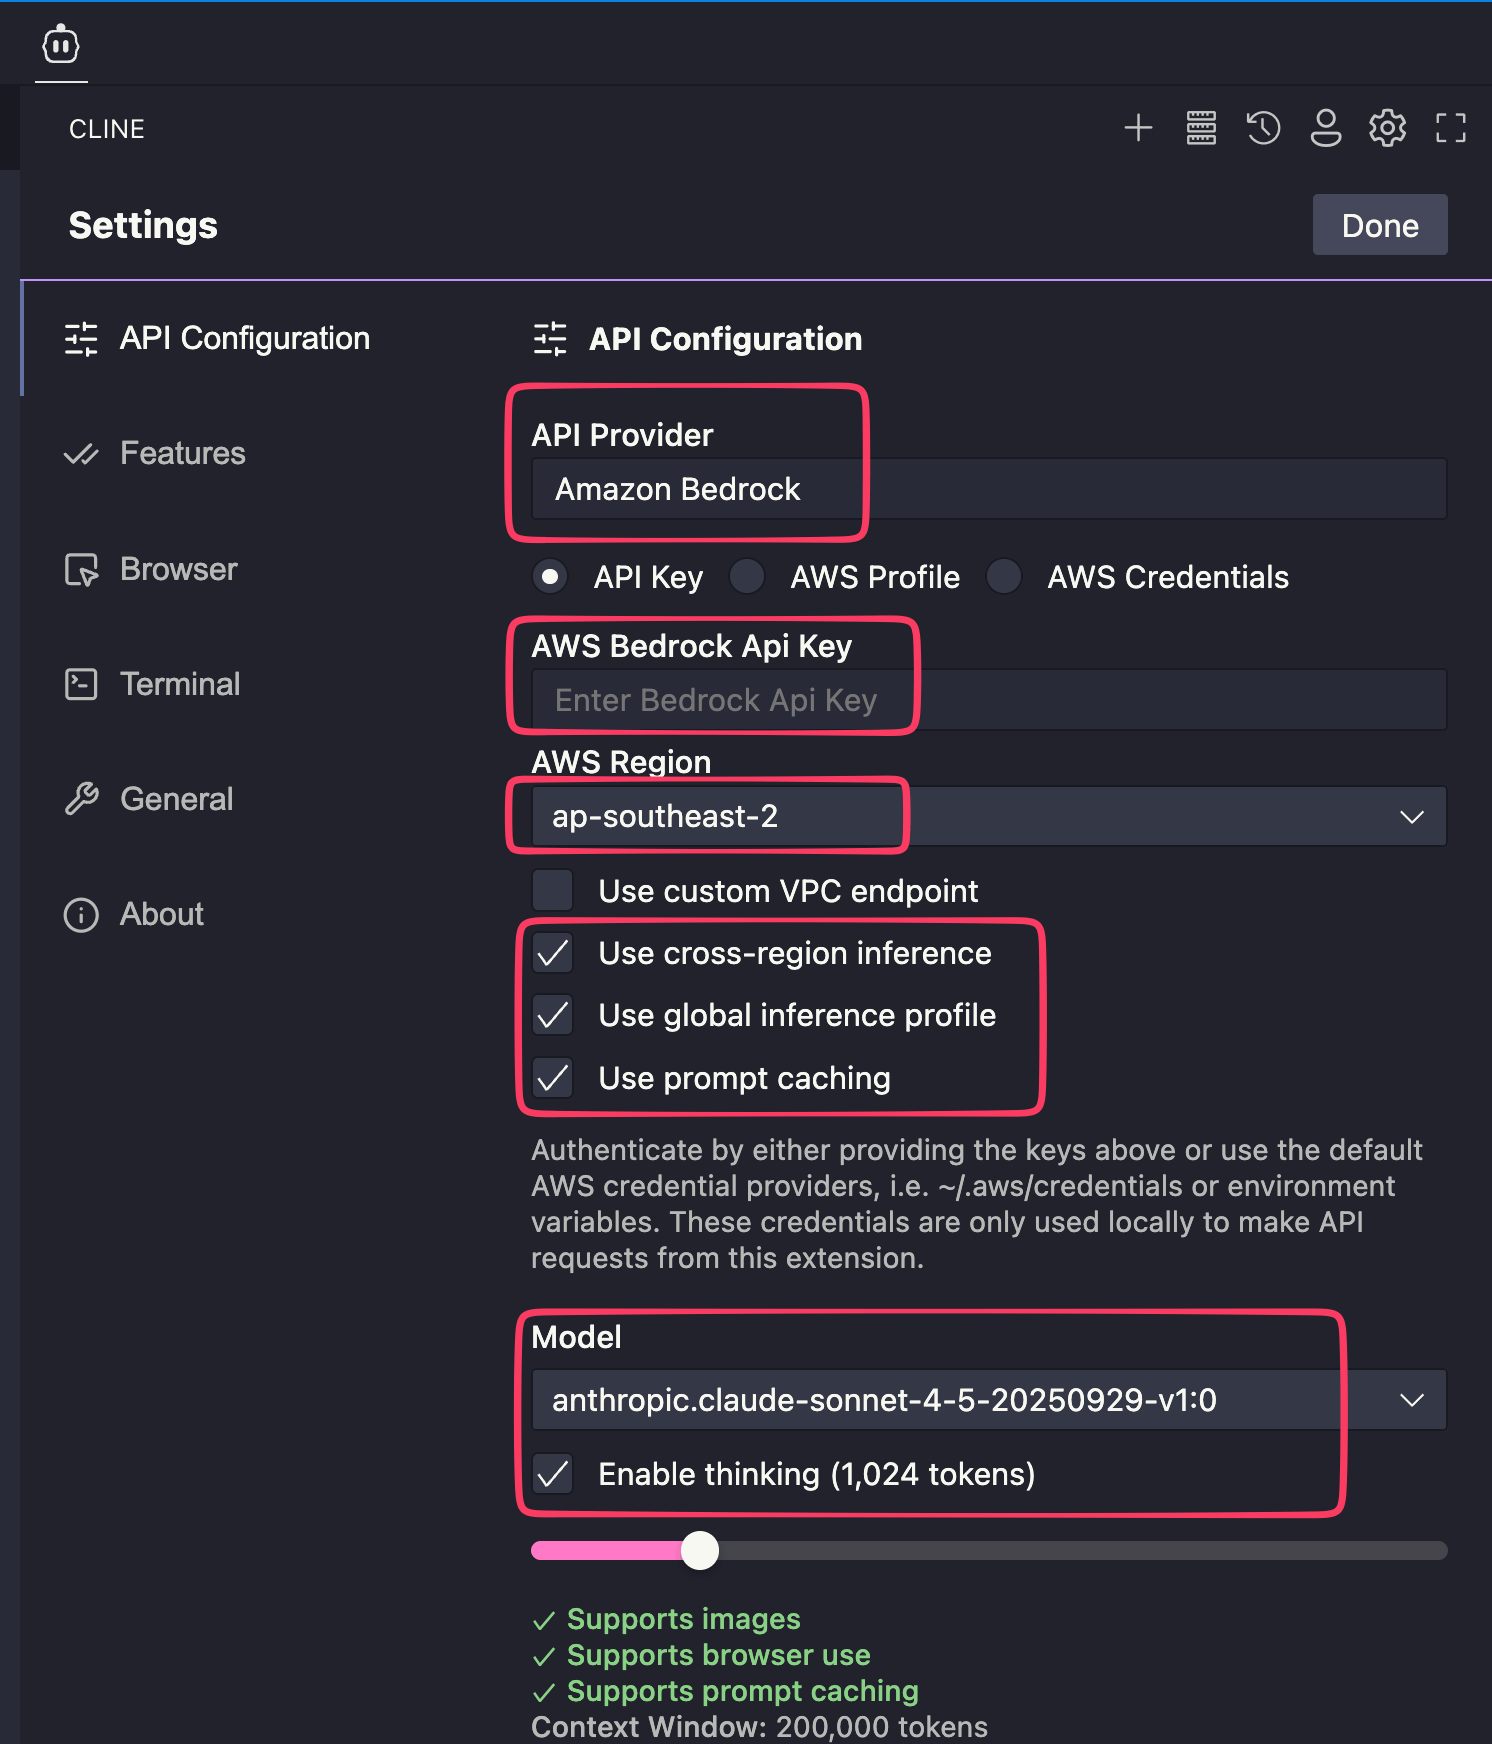 CLINE
Settings
Done
API Configuration
Features
Browser
Terminal
General
About
API Configuration
API Provider
Amazon Bedrock
API Key
AWS Profile
AWS Credentials
AWS Bedrock Api Key
Enter Bedrock Api Key
AWS Region
ap-southeast-2
Use custom VPC endpoint
Use cross-region inference
Use global inference profile
Use prompt caching
Authenticate by either providing the keys above or use the default
AWS credential providers, i.e. ~/.aws/credentials or environment
variables. These credentials are only used locally to make API
requests from this extension.
Model
anthropic.claude-sonnet-4-5-20250929-v1:0
Enable thinking (1,024 tokens)
Supports images
Supports browser use
Supports prompt caching
Context Window: 200,000 tokens